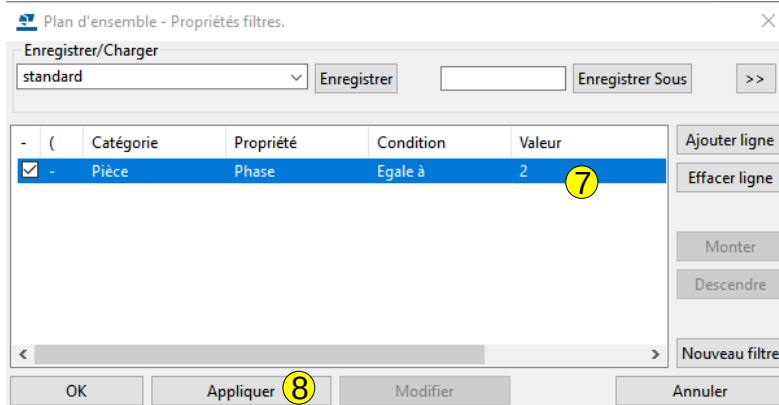 Plan d'ensemble - Propriétés filtres.
Enregistrer/Charger
standard Enregistrer Enregistrer Sous >>
- ( Catégorie Propriété Condition Valeur Ajouter ligne
- Pièce Phase Egale à 2 7 Effacer ligne
Monter
Descendre
Nouveau filtre
OK Appliquer 8 Modifier Annuler